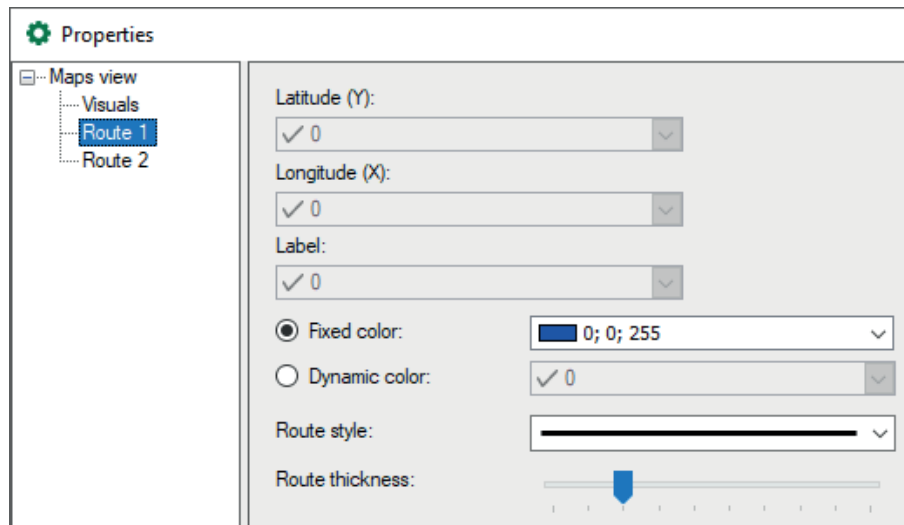 Properties
Maps view
Visuals
Route 1
Route 2
Latitude (Y):
0
Longitude (X):
0
Label:
0
Fixed color:
0; 0; 255
Dynamic color:
0
Route style:
Route thickness: